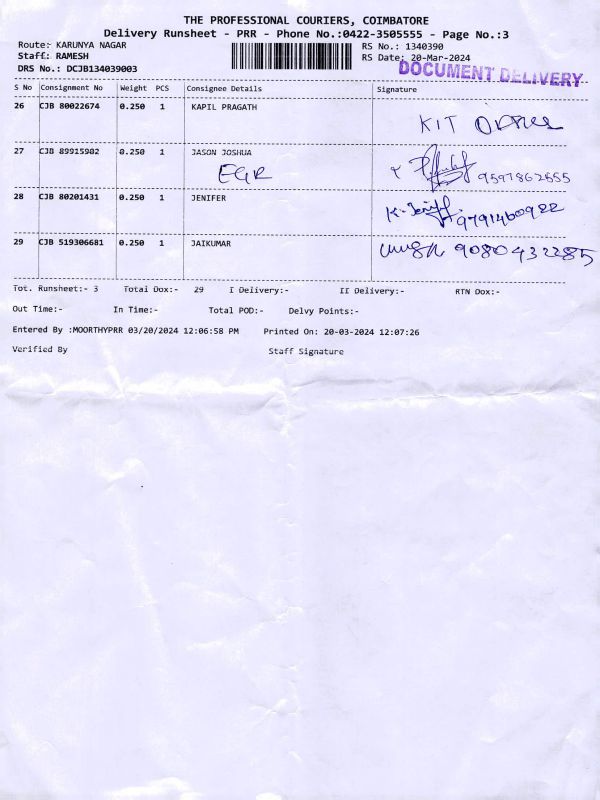 THE PROFESSIONAL COURIERS, COIMBATORE
Delivery Runsheet - PRR - Phone No.:0422-3505555 - Page No.:3
Route: KARUNYA NAGAR RS No.: 1340390
Staff: RAMESH RS Date: 20-Mar-2024
DRS No.: DCJB134039003 DOCUMENT DELIVERY
S No Consignment No Weight PCS Consignee Details Signature
26 CJB 80022674 0.250 1 KAPIL PRAGATH
KIT
27 CJB 89915902 0.250 1 JASON JOSHUA
EGR 9597862555
28 CJB 80201431 0.250 1 JENIFER
K. Jeniff 9791460922
29 CJB 519306681 0.250 1 JAIKUMAR 9080432285
Tot. Runsheet:- 3 Total Dox:- 29 I Delivery:- II Delivery:- RTN Dox:-
Out Time:- In Time:- Total POD:- Delvy Points:-
Entered By :MOORTHYPRR 03/20/2024 12:06:58 PM Printed On: 20-03-2024 12:07:26
Verified By Staff Signature